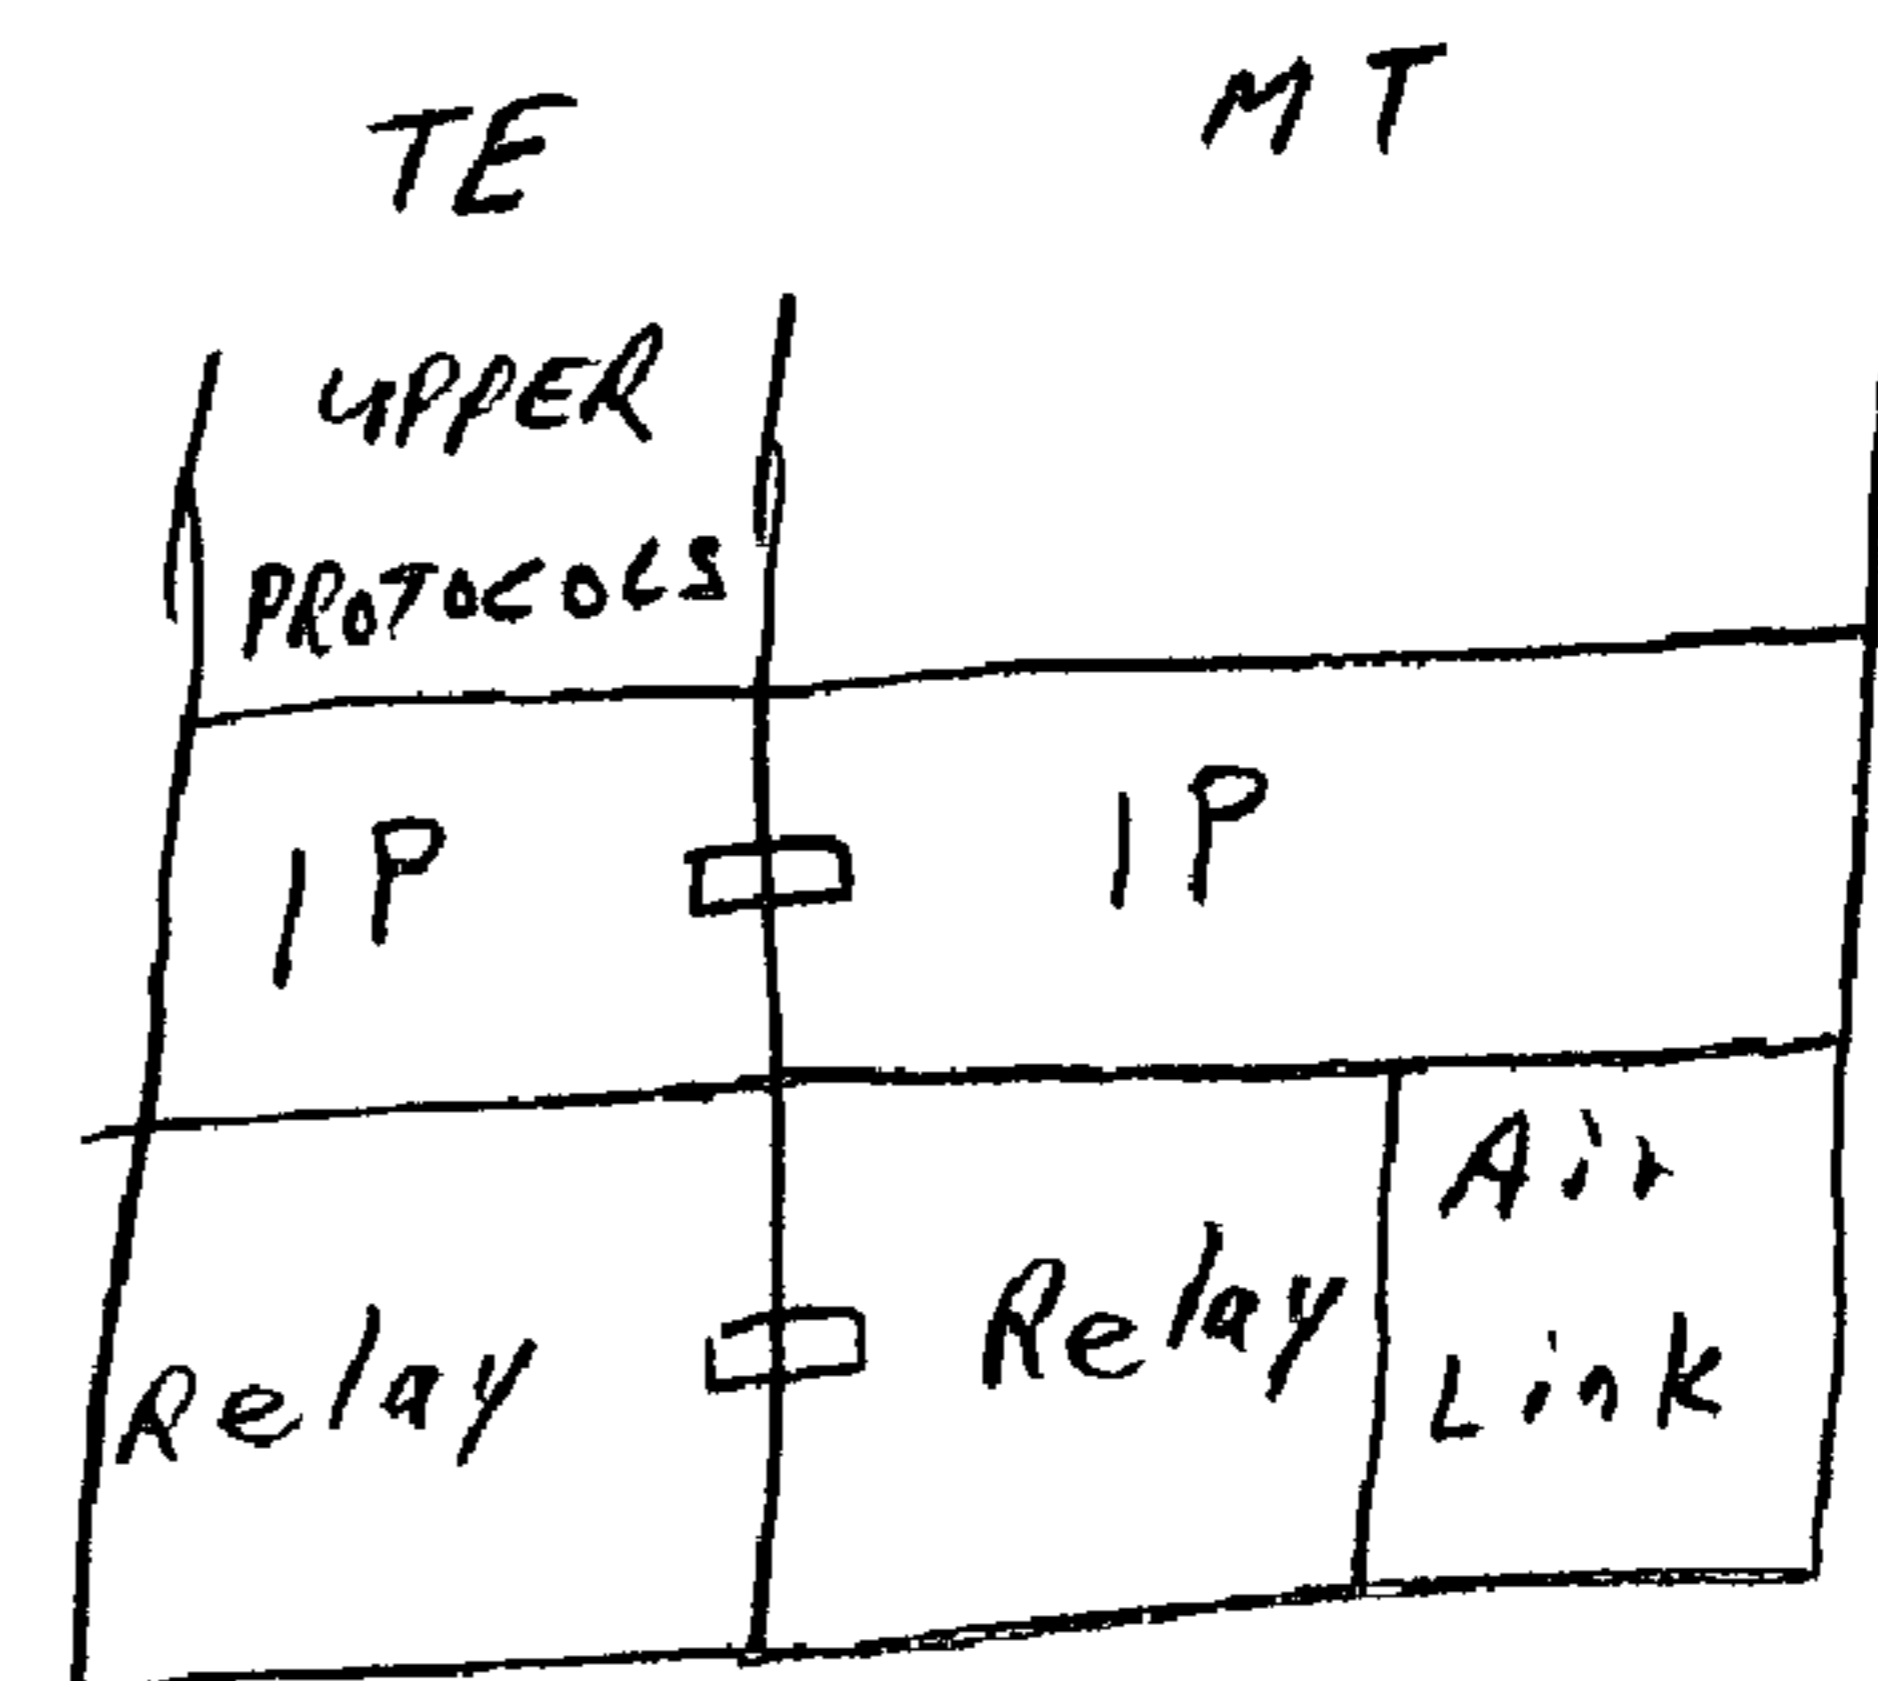 TE MT
UPPER
PROTOCOLS
IP IP
Relay Relay Air
Link